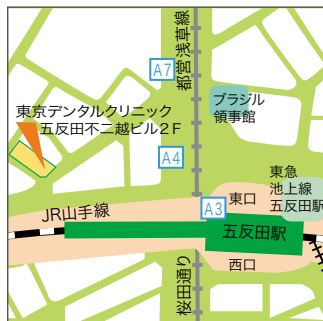 都営浅草線
A7
東京デンタルクリニック
五反田不二越ビル2F
ブラジル
領事館
A4
東急
池上線
五反田駅
東口
A3
JR山手線
五反田駅
西口
桜田通り